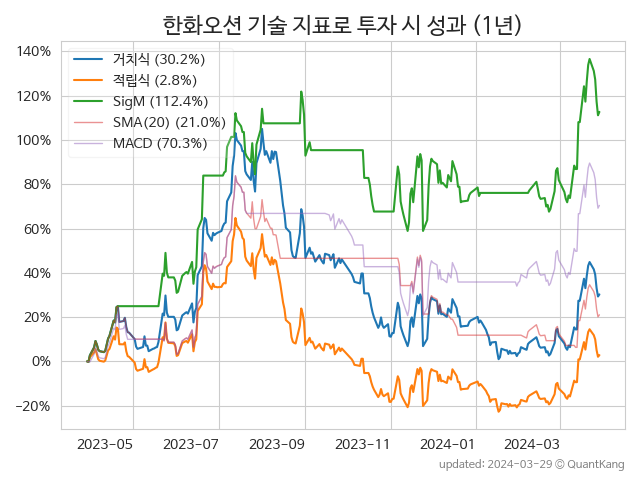 한화오션 기술 지표로 투자 시 성과 (1년)
140%
120%
100%
80%
60%
40%
20%
0%
−20%
거치식 (30.2%)
적립식 (2.8%)
SigM (112.4%)
SMA(20) (21.0%)
MACD (70.3%)
2023-05
2023-07
2023-09
2023-11
2024-01
2024-03
updated: 2024-03-29 © QuantKang